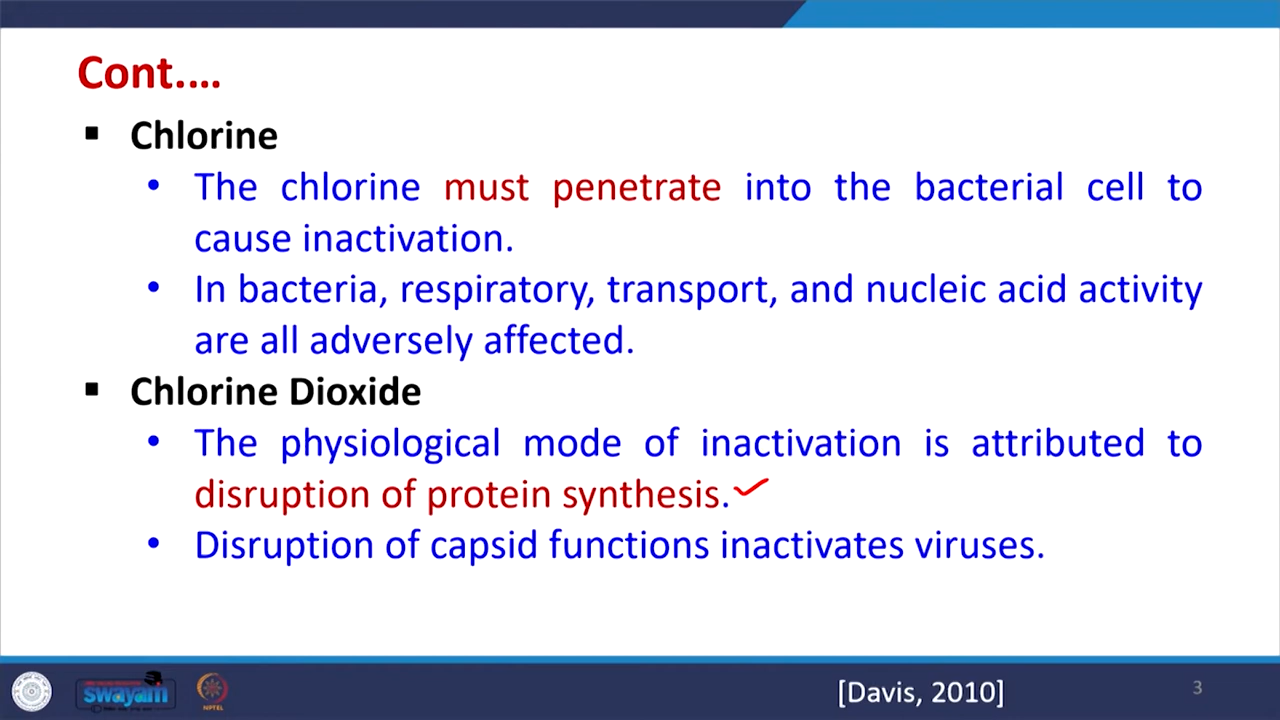 Cont.…
▪ Chlorine
• The chlorine must penetrate into the bacterial cell to
cause inactivation.
• In bacteria, respiratory, transport, and nucleic acid activity
are all adversely affected.
▪ Chlorine Dioxide
• The physiological mode of inactivation is attributed to
disruption of protein synthesis.
• Disruption of capsid functions inactivates viruses.
swayam
NPTEL
[Davis, 2010]
3